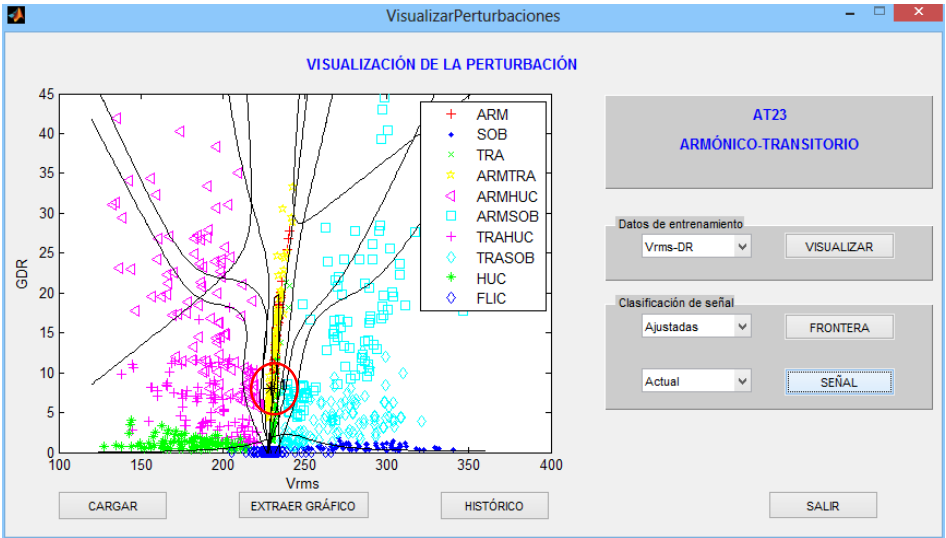 VisualizarPerturbaciones
VISUALIZACIÓN DE LA PERTURBACIÓN
45
40
35
30
25
20
15
10
5
0
GDR
100
150
200
250
300
350
400
Vrms
ARM
SOB
TRA
ARMTRA
ARMHUC
ARMSOB
TRAHUC
TRASOB
HUC
FLIC
AT23
ARMÓNICO-TRANSITORIO
Datos de entrenamiento
Vrms-DR
VISUALIZAR
Clasificación de señal
Ajustadas
FRONTERA
Actual
SEÑAL
CARGAR
EXTRAER GRÁFICO
HISTÓRICO
SALIR